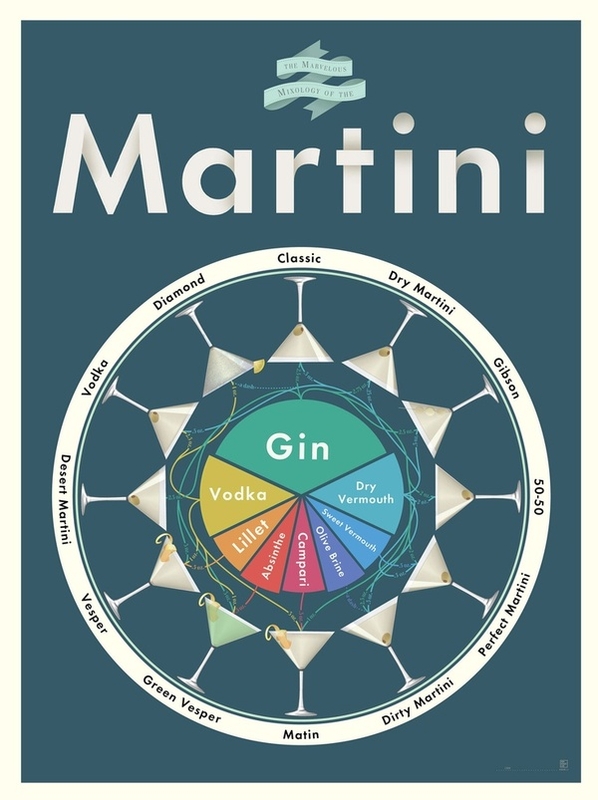 THE MARVELOUS
MIXOLOGY OF THE
Martini
Classic
Dry Martini
Gibson
50-50
Perfect Martini
Dirty Martini
Matin
Green Vesper
Vesper
Desert Martini
Vodka
Diamond
Gin
Dry
Vermouth
Sweet Vermouth
Olive Brine
Campari
Absinthe
Lillet
Vodka